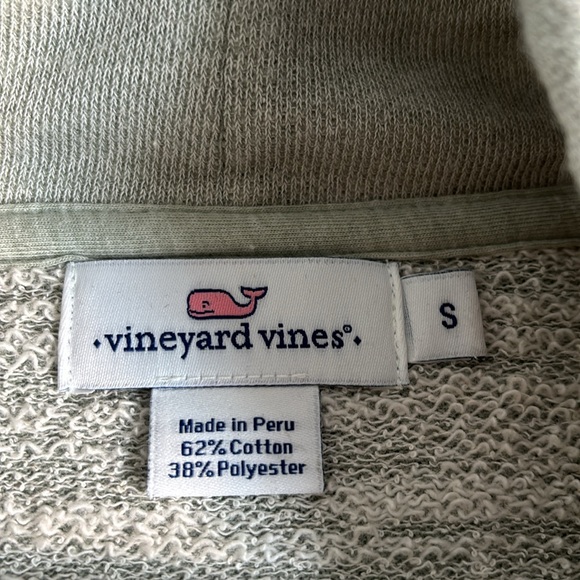 vineyard vines®
S
Made in Peru
62% Cotton
38% Polyester